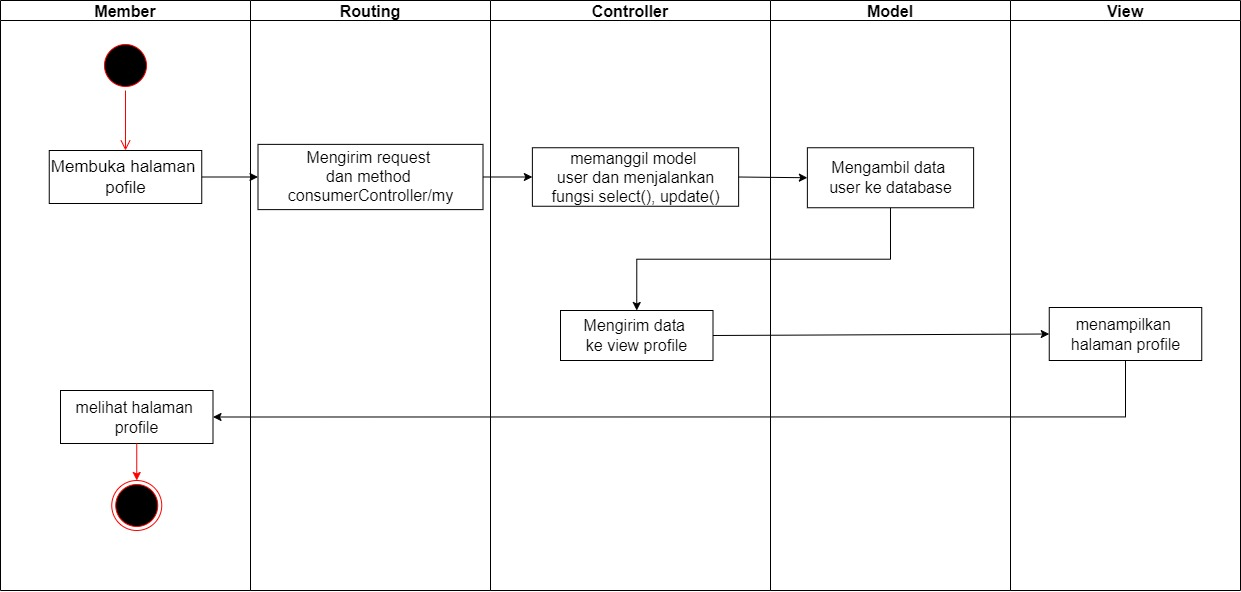 Member
Routing
Controller
Model
View
Membuka halaman
pofile
Mengirim request
dan method
consumerController/my
memanggil model
user dan menjalankan
fungsi select(), update()
Mengambil data
user ke database
Mengirim data
ke view profile
menampilkan
halaman profile
melihat halaman
profile